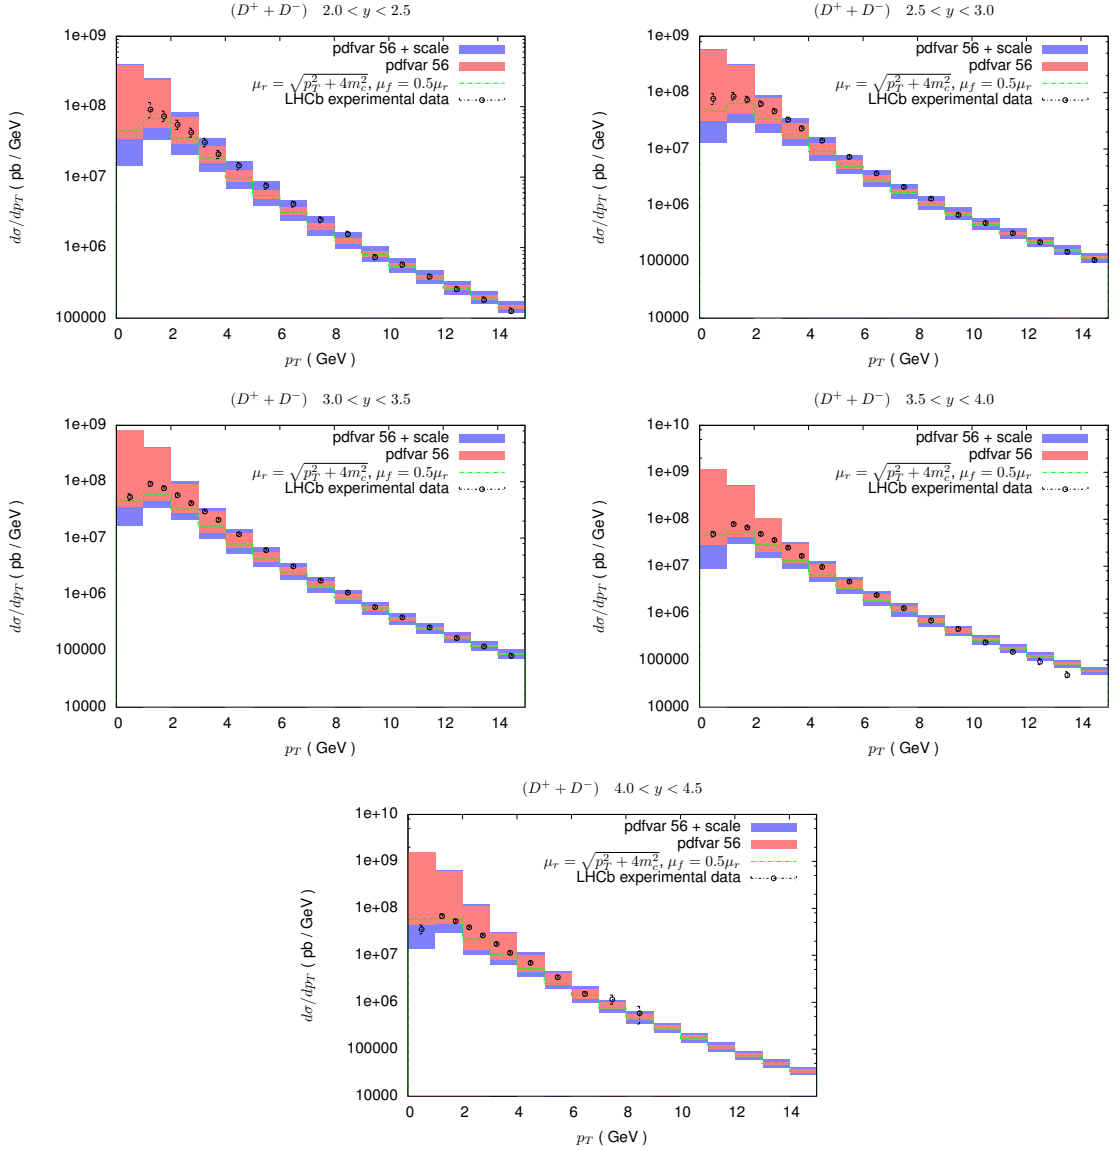 (D⁺ + D⁻) 2.0 < y < 2.5
1e+09
1e+08
1e+07
1e+06
100000
dσ/dp_T ( pb / GeV )
pdfvar 56 + scale
pdfvar 56
μ_r = √(p_T² + 4m_c²), μ_f = 0.5μ_r
LHCb experimental data
0 2 4 6 8 10 12 14
p_T ( GeV )
(D⁺ + D⁻) 2.5 < y < 3.0
1e+09
1e+08
1e+07
1e+06
100000
10000
dσ/dp_T ( pb / GeV )
pdfvar 56 + scale
pdfvar 56
μ_r = √(p_T² + 4m_c²), μ_f = 0.5μ_r
LHCb experimental data
0 2 4 6 8 10 12 14
p_T ( GeV )
(D⁺ + D⁻) 3.0 < y < 3.5
1e+09
1e+08
1e+07
1e+06
100000
10000
dσ/dp_T ( pb / GeV )
pdfvar 56 + scale
pdfvar 56
μ_r = √(p_T² + 4m_c²), μ_f = 0.5μ_r
LHCb experimental data
0 2 4 6 8 10 12 14
p_T ( GeV )
(D⁺ + D⁻) 3.5 < y < 4.0
1e+10
1e+09
1e+08
1e+07
1e+06
100000
10000
dσ/dp_T ( pb / GeV )
pdfvar 56 + scale
pdfvar 56
μ_r = √(p_T² + 4m_c²), μ_f = 0.5μ_r
LHCb experimental data
0 2 4 6 8 10 12 14
p_T ( GeV )
(D⁺ + D⁻) 4.0 < y < 4.5
1e+10
1e+09
1e+08
1e+07
1e+06
100000
10000
dσ/dp_T ( pb / GeV )
pdfvar 56 + scale
pdfvar 56
μ_r = √(p_T² + 4m_c²), μ_f = 0.5μ_r
LHCb experimental data
0 2 4 6 8 10 12 14
p_T ( GeV )